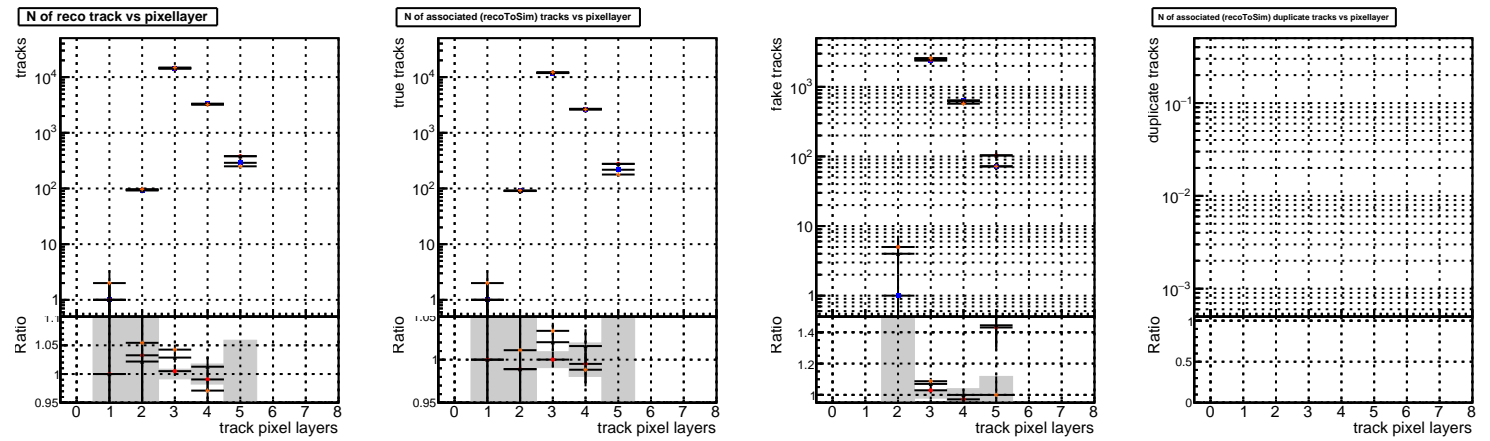 N of reco track vs pixellayer
tracks
10⁴
10³
10²
10
1
Ratio
1.1
1.05
1
0.95
0 1 2 3 4 5 6 7 8
track pixel layers
N of associated (recoToSim) tracks vs pixellayer
true tracks
10⁴
10³
10²
10
1
Ratio
1.05
1
0.95
0 1 2 3 4 5 6 7 8
track pixel layers
fake tracks
10³
10²
10
1
Ratio
1.4
1.2
1
0 1 2 3 4 5 6 7 8
track pixel layers
N of associated (recoToSim) duplicate tracks vs pixellayer
duplicate tracks
10⁻¹
10⁻²
10⁻³
Ratio
1
0.5
0
0 1 2 3 4 5 6 7 8
track pixel layers